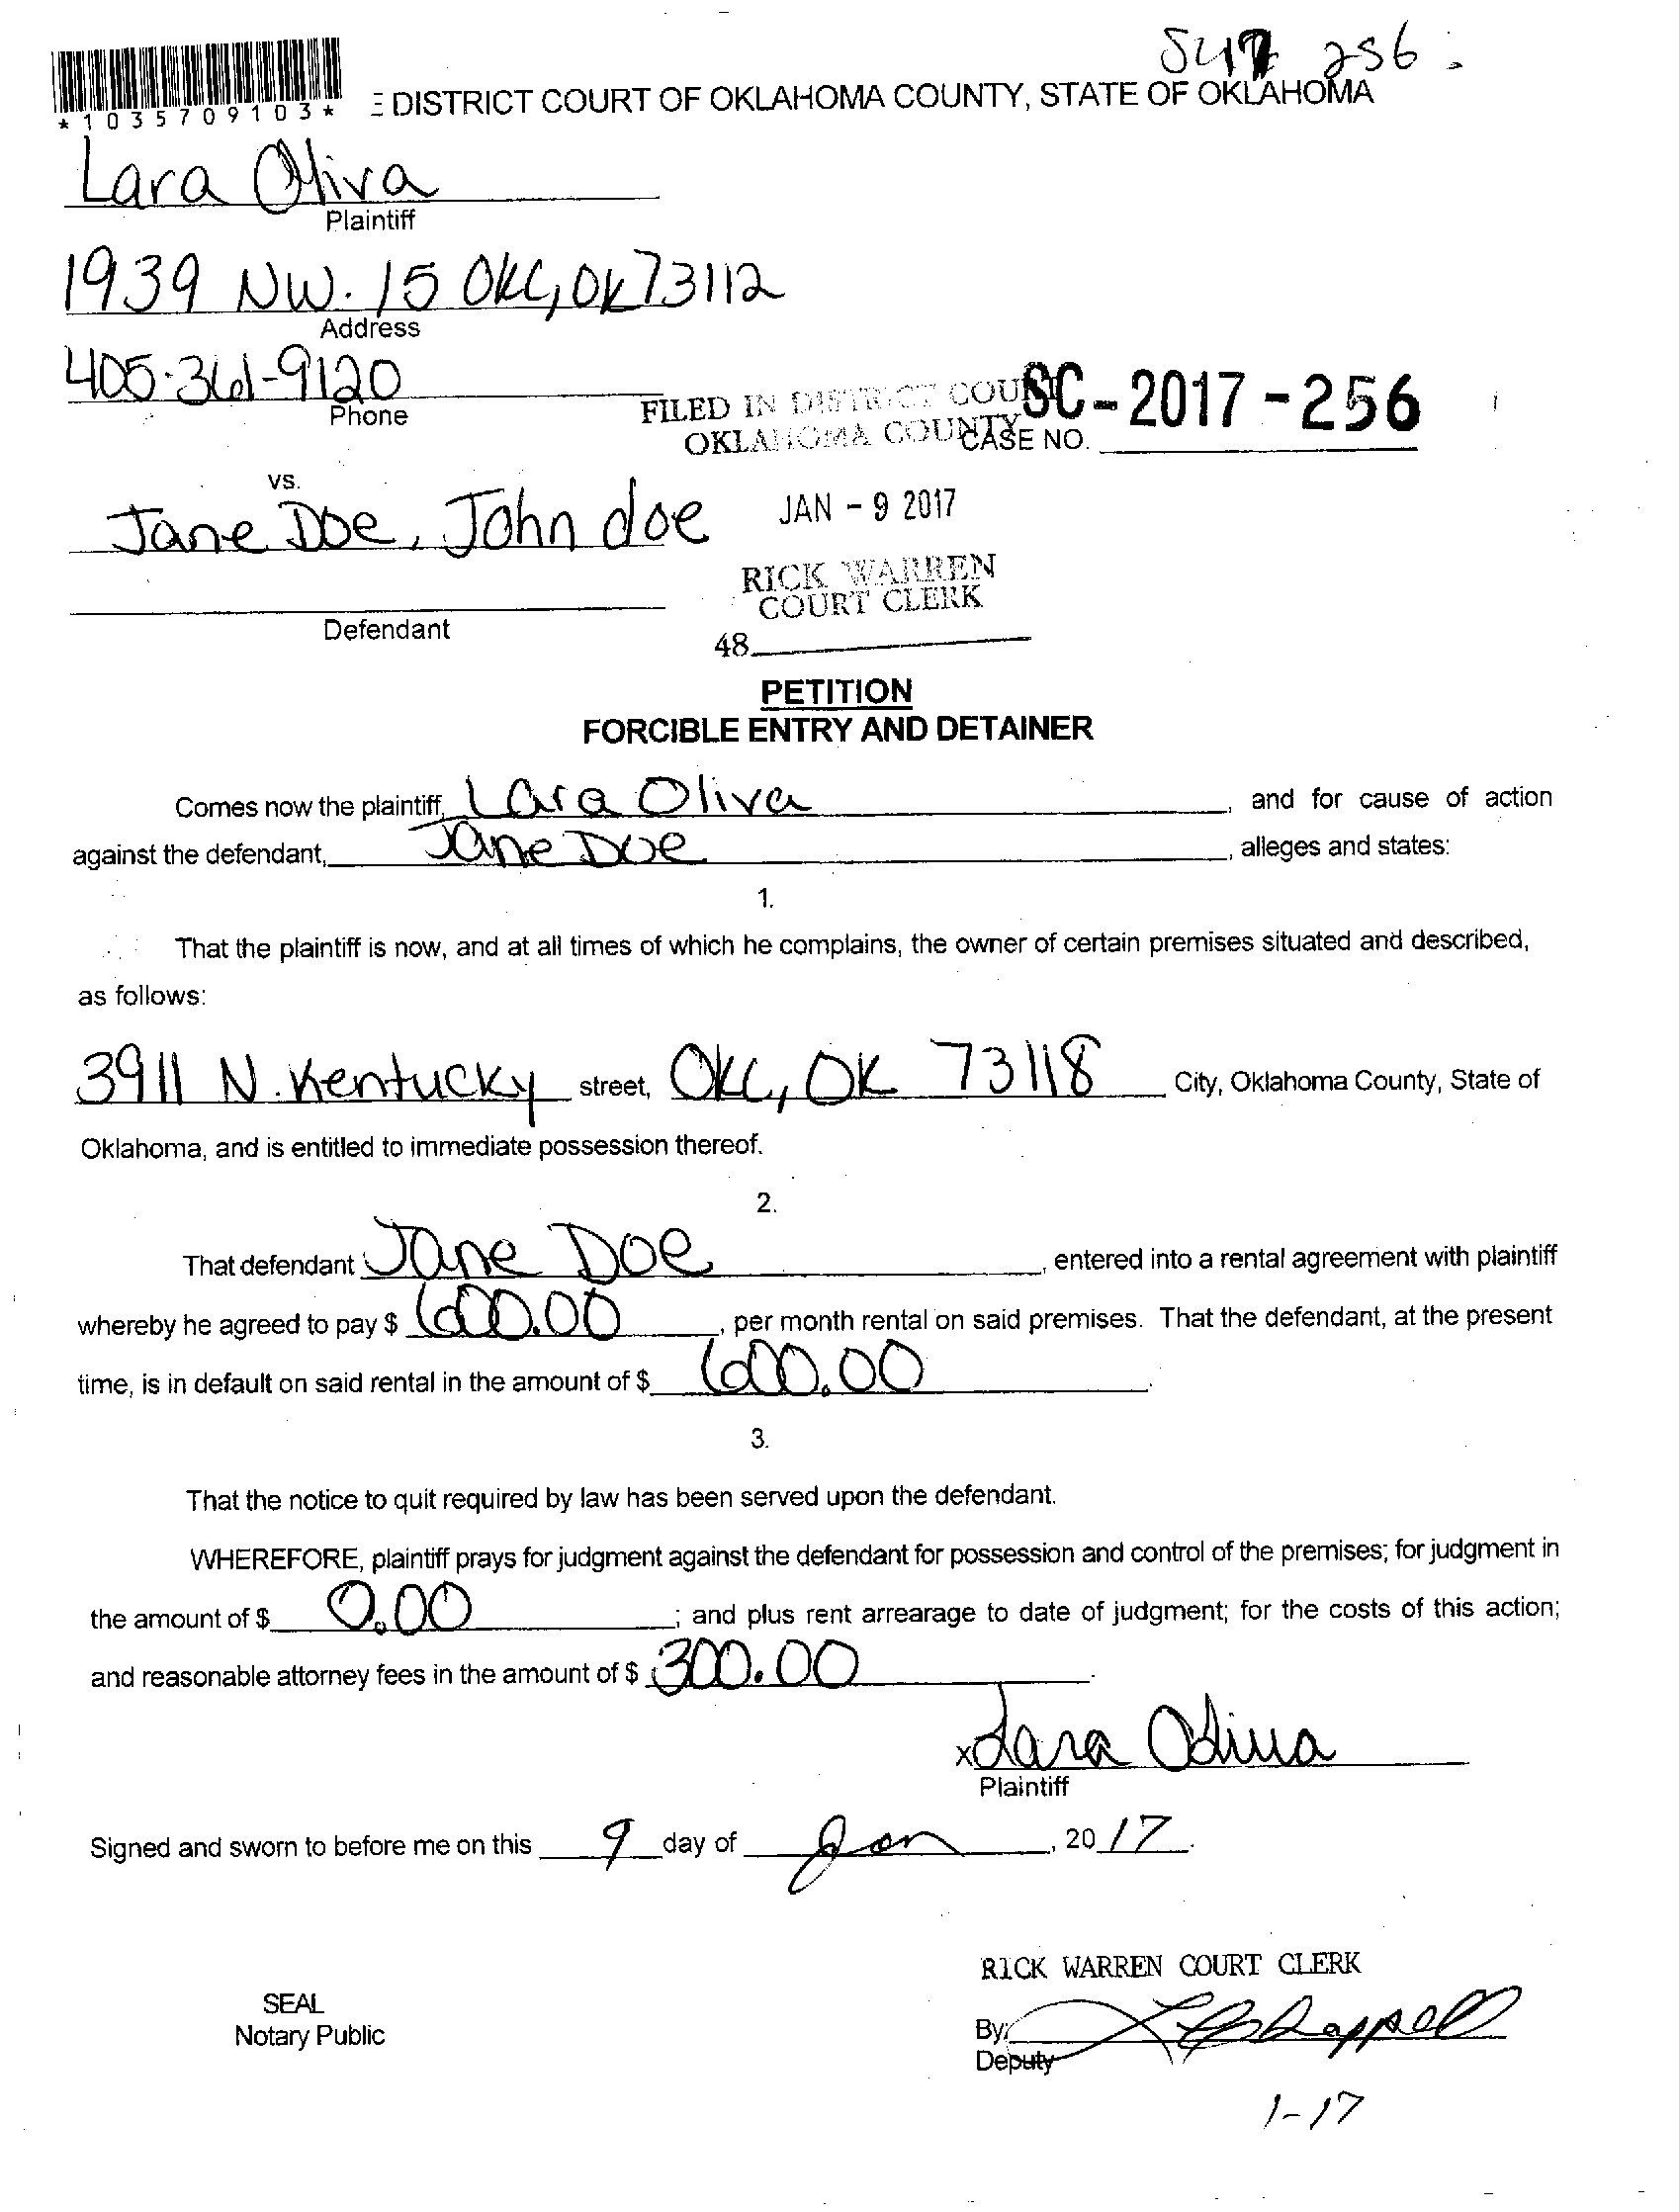 256
*1035709103*
E DISTRICT COURT OF OKLAHOMA COUNTY, STATE OF OKLAHOMA
Lara Oliva
Plaintiff
1939 NW. 15 OKC, OK 73112
Address
405-361-9120
Phone
FILED IN DISTRICT COURT
SC-2017-256
OKLAHOMA COUNTY
CASE NO.
vs.
Jane Doe, John doe
JAN - 9 2017
RICK WARREN
COURT CLERK
Defendant
48
PETITION
FORCIBLE ENTRY AND DETAINER
Comes now the plaintiff, Lara Oliva, and for cause of action
against the defendant, Jane Doe, alleges and states:
1.
That the plaintiff is now, and at all times of which he complains, the owner of certain premises situated and described,
as follows:
3911 N. Kentucky street, OKC, OK 73118 City, Oklahoma County, State of
Oklahoma, and is entitled to immediate possession thereof.
2.
That defendant Jane Doe, entered into a rental agreement with plaintiff
whereby he agreed to pay $ 600.00, per month rental on said premises. That the defendant, at the present
time, is in default on said rental in the amount of $ 600.00.
3.
That the notice to quit required by law has been served upon the defendant.
WHEREFORE, plaintiff prays for judgment against the defendant for possession and control of the premises; for judgment in
the amount of $ 0.00; and plus rent arrearage to date of judgment; for the costs of this action;
and reasonable attorney fees in the amount of $ 300.00.
x Lara Oliva
Plaintiff
Signed and sworn to before me on this 9 day of Jan, 2017.
RICK WARREN COURT CLERK
SEAL
Notary Public
By: Chappell
Deputy
1-17